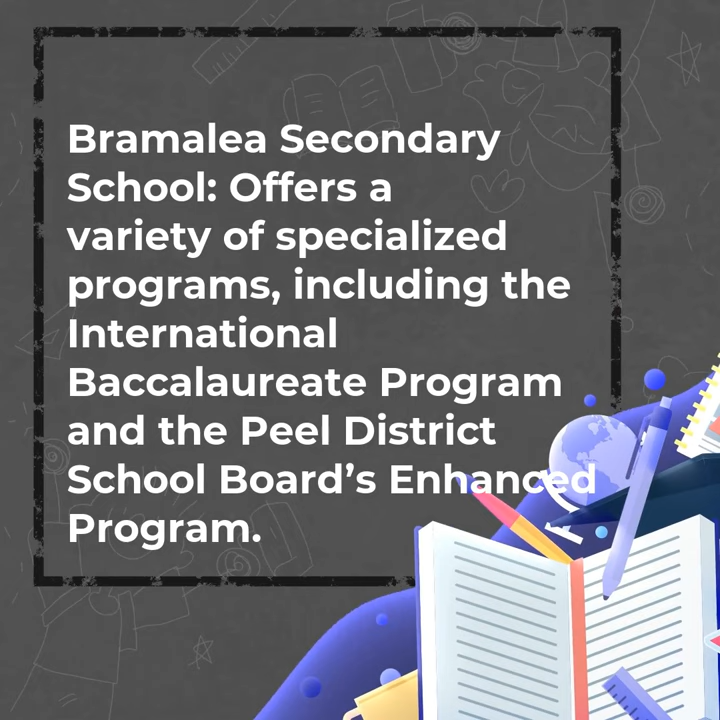 Bramalea Secondary
School: Offers a
variety of specialized
programs, including the
International
Baccalaureate Program
and the Peel District
School Board’s Enhanced
Program.